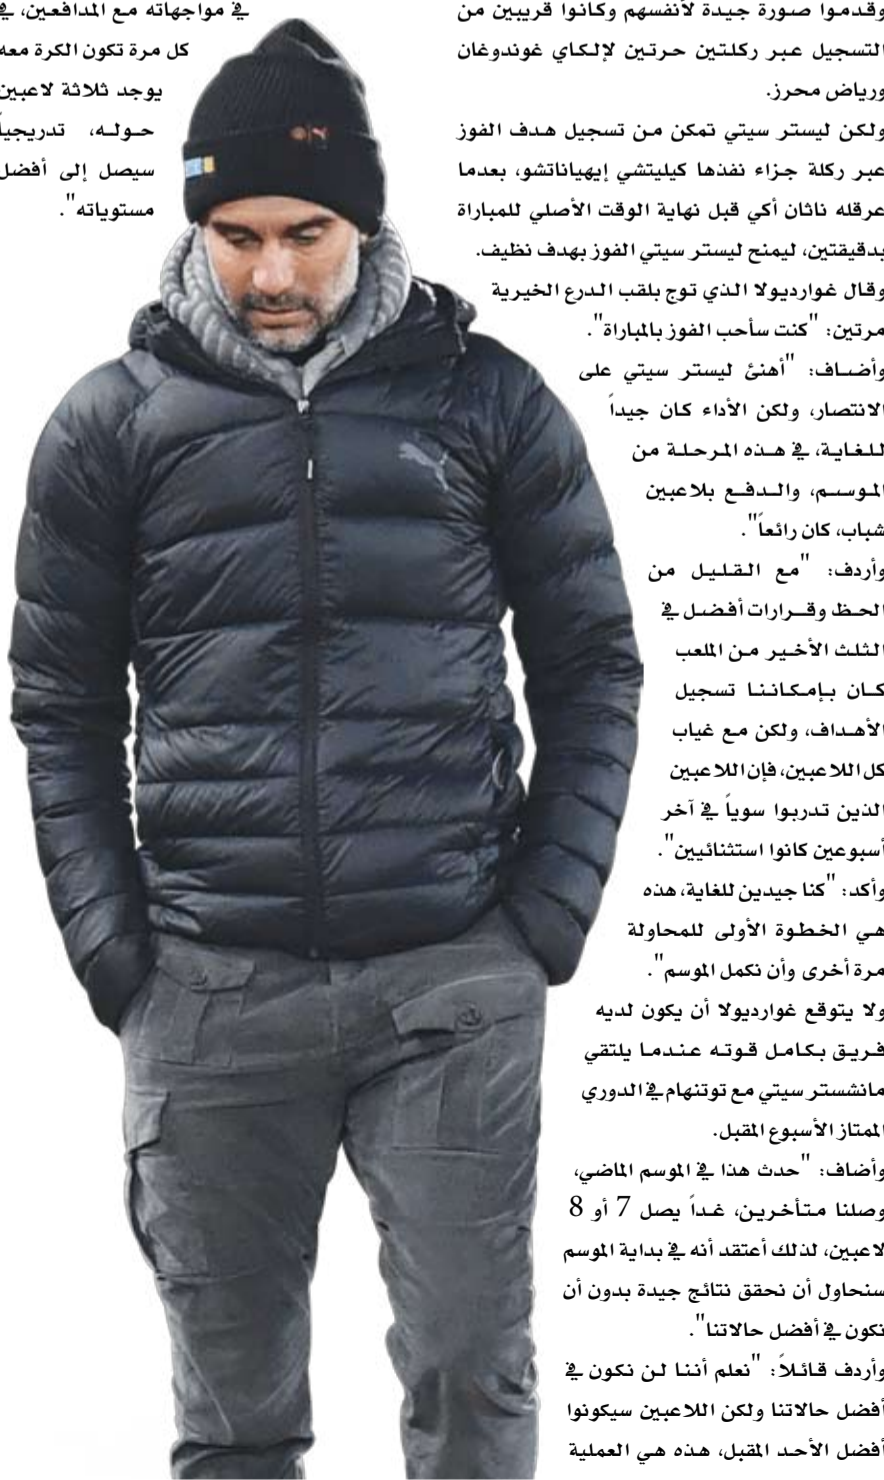 وقدموا صورة جيدة لأنفسهم وكانوا قريبين من
التسجيل عبر ركلتين حرتين لإلكاي غوندوغان
ورياض محرز.
ولكن ليستر سيتي تمكن من تسجيل هدف الفوز
عبر ركلة جزاء نفذها كيليتشي إيهياناتشو، بعدما
عرقله ناثان أكي قبل نهاية الوقت الأصلي للمباراة
بدقيقتين، ليمنح ليستر سيتي الفوز بهدف نظيف.
وقال غوارديولا الذي توج بلقب الدرع الخيرية
مرتين: "كنت سأحب الفوز بالمباراة".
وأضاف: "أهنئ ليستر سيتي على
الانتصار، ولكن الأداء كان جيداً
للغاية، في هذه المرحلة من
الموسم، والدفع بلاعبين
شباب، كان رائعاً".
وأردف: "مع القليل من
الحظ وقرارات أفضل في
الثلث الأخير من الملعب
كان بإمكاننا تسجيل
الأهداف، ولكن مع غياب
كل اللاعبين، فإن اللاعبين
الذين تدربوا سوياً في آخر
أسبوعين كانوا استثنائيين".
وأكد: "كنا جيدين للغاية، هذه
هي الخطوة الأولى للمحاولة
مرة أخرى وأن نكمل الموسم".
ولا يتوقع غوارديولا أن يكون لديه
فريق بكامل قوته عندما يلتقي
مانشستر سيتي مع توتنهام في الدوري
الممتاز الأسبوع المقبل.
وأضاف: "حدث هذا في الموسم الماضي،
وصلنا متأخرين، غداً يصل 7 أو 8
لاعبين، لذلك أعتقد أنه في بداية الموسم
سنحاول أن نحقق نتائج جيدة بدون أن
نكون في أفضل حالاتنا".
وأردف قائلاً: "نعلم أننا لن نكون في
أفضل حالاتنا ولكن اللاعبين سيكونوا
أفضل الأحد المقبل، هذه هي العملية
في مواجهاته مع المدافعين، في
كل مرة تكون الكرة معه
يوجد ثلاثة لاعبين
حوله، تدريجياً
سيصل إلى أفضل
مستوياته".